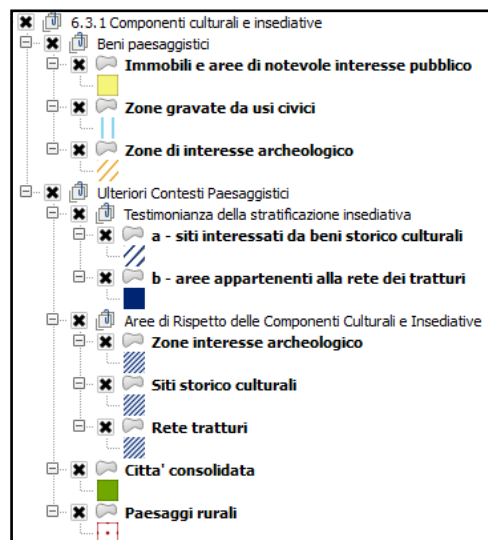 6.3.1 Componenti culturali e insediative
Beni paesaggistici
Immobili e aree di notevole interesse pubblico
Zone gravate da usi civici
Zone di interesse archeologico
Ulteriori Contesti Paesaggistici
Testimonianza della stratificazione insediativa
a - siti interessati da beni storico culturali
b - aree appartenenti alla rete dei tratturi
Aree di Rispetto delle Componenti Culturali e Insediative
Zone interesse archeologico
Siti storico culturali
Rete tratturi
Citta' consolidata
Paesaggi rurali